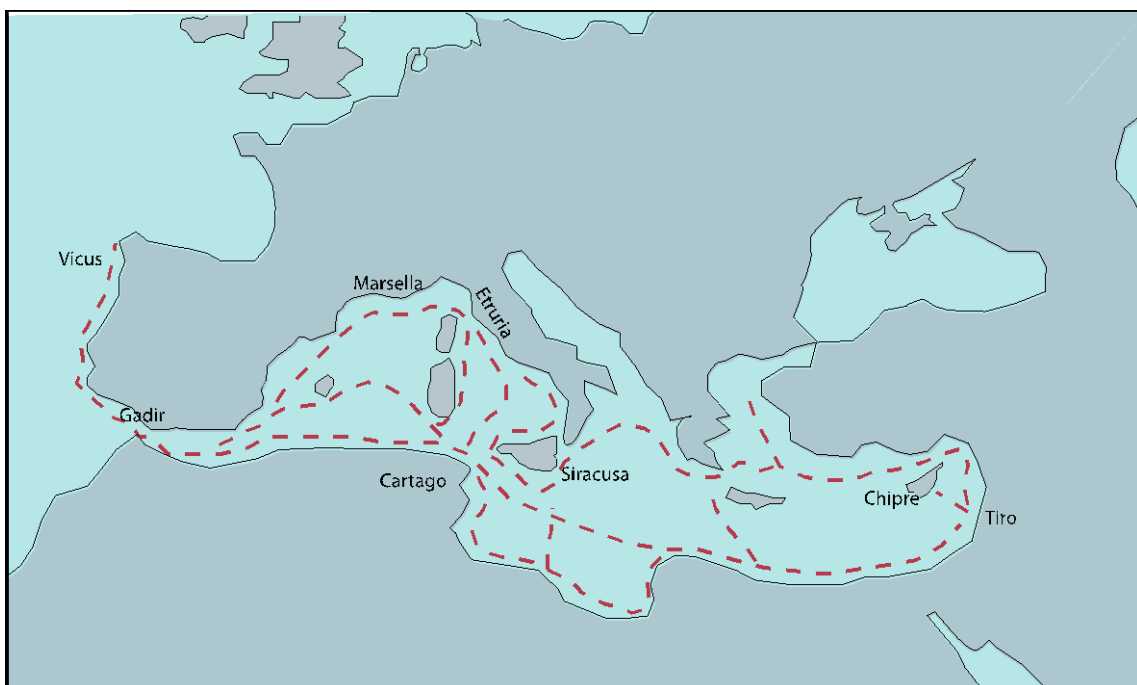 Vicus
Marsella
Etruria
Gadir
Cartago
Siracusa
Chipre
Tiro